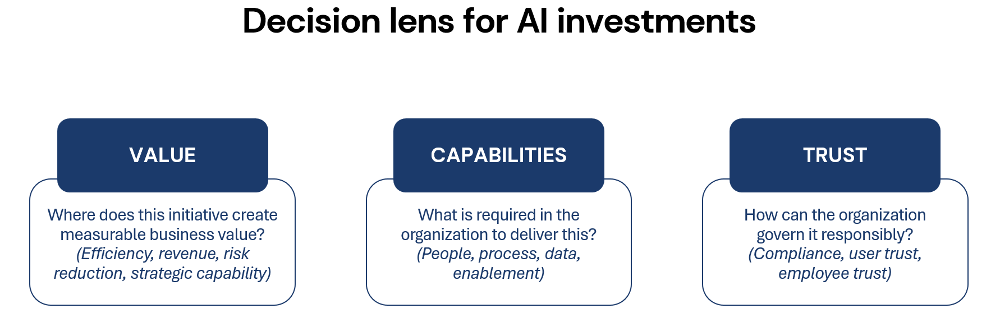 Decision lens for AI investments
VALUE
Where does this initiative create
measurable business value?
(Efficiency, revenue, risk
reduction, strategic capability)
CAPABILITIES
What is required in the
organization to deliver this?
(People, process, data,
enablement)
TRUST
How can the organization
govern it responsibly?
(Compliance, user trust,
employee trust)